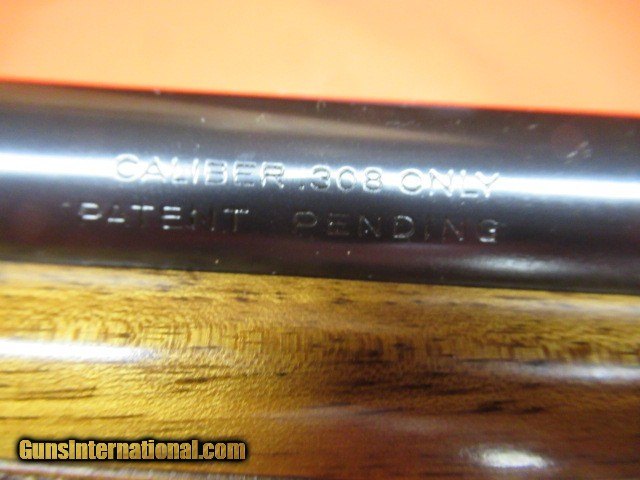 CALIBER .308 ONLY
PATENT PENDING
GunsInternational.com